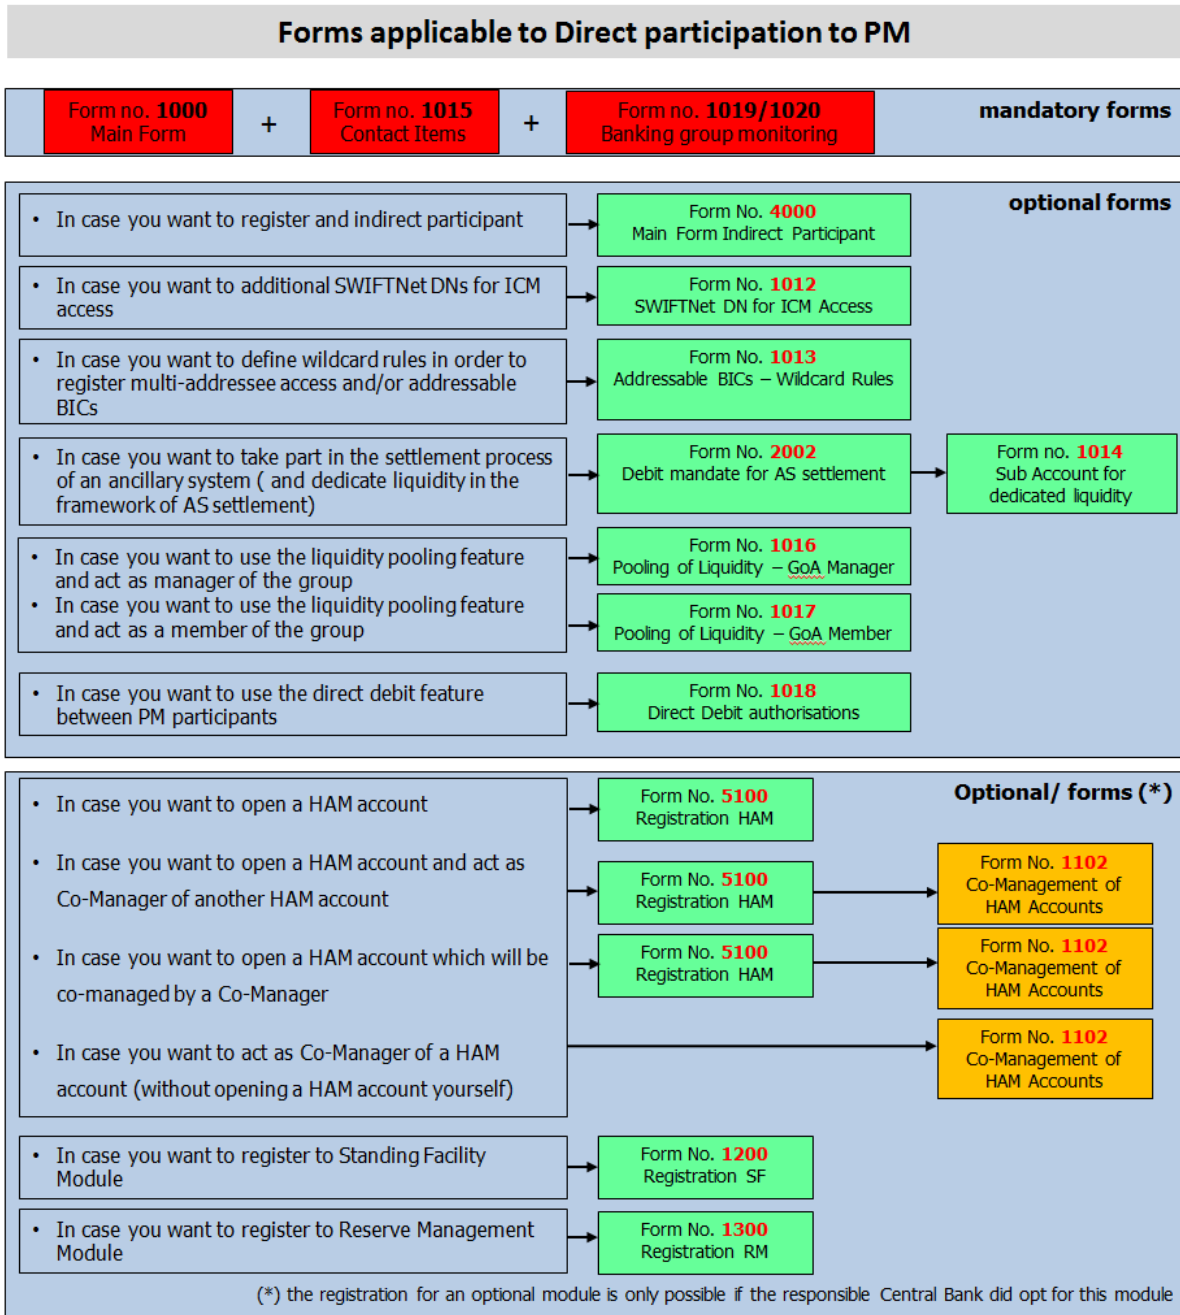 Forms applicable to Direct participation to PM
Form no. 1000
Main Form
+
Form no. 1015
Contact Items
+
Form no. 1019/1020
Banking group monitoring
mandatory forms
optional forms
• In case you want to register and indirect participant
Form No. 4000
Main Form Indirect Participant
• In case you want to additional SWIFTNet DNs for ICM
access
Form No. 1012
SWIFTNet DN for ICM Access
• In case you want to define wildcard rules in order to
register multi-addressee access and/or addressable
BICs
Form No. 1013
Addressable BICs – Wildcard Rules
• In case you want to take part in the settlement process
of an ancillary system ( and dedicate liquidity in the
framework of AS settlement)
Form No. 2002
Debit mandate for AS settlement
Form no. 1014
Sub Account for
dedicated liquidity
• In case you want to use the liquidity pooling feature
and act as manager of the group
Form No. 1016
Pooling of Liquidity – GoA Manager
• In case you want to use the liquidity pooling feature
and act as a member of the group
Form No. 1017
Pooling of Liquidity – GoA Member
• In case you want to use the direct debit feature
between PM participants
Form No. 1018
Direct Debit authorisations
Optional/ forms (*)
• In case you want to open a HAM account
Form No. 5100
Registration HAM
• In case you want to open a HAM account and act as
Co-Manager of another HAM account
Form No. 5100
Registration HAM
Form No. 1102
Co-Management of
HAM Accounts
• In case you want to open a HAM account which will be
co-managed by a Co-Manager
Form No. 5100
Registration HAM
Form No. 1102
Co-Management of
HAM Accounts
• In case you want to act as Co-Manager of a HAM
account (without opening a HAM account yourself)
Form No. 1102
Co-Management of
HAM Accounts
• In case you want to register to Standing Facility
Module
Form No. 1200
Registration SF
• In case you want to register to Reserve Management
Module
Form No. 1300
Registration RM
(*) the registration for an optional module is only possible if the responsible Central Bank did opt for this module